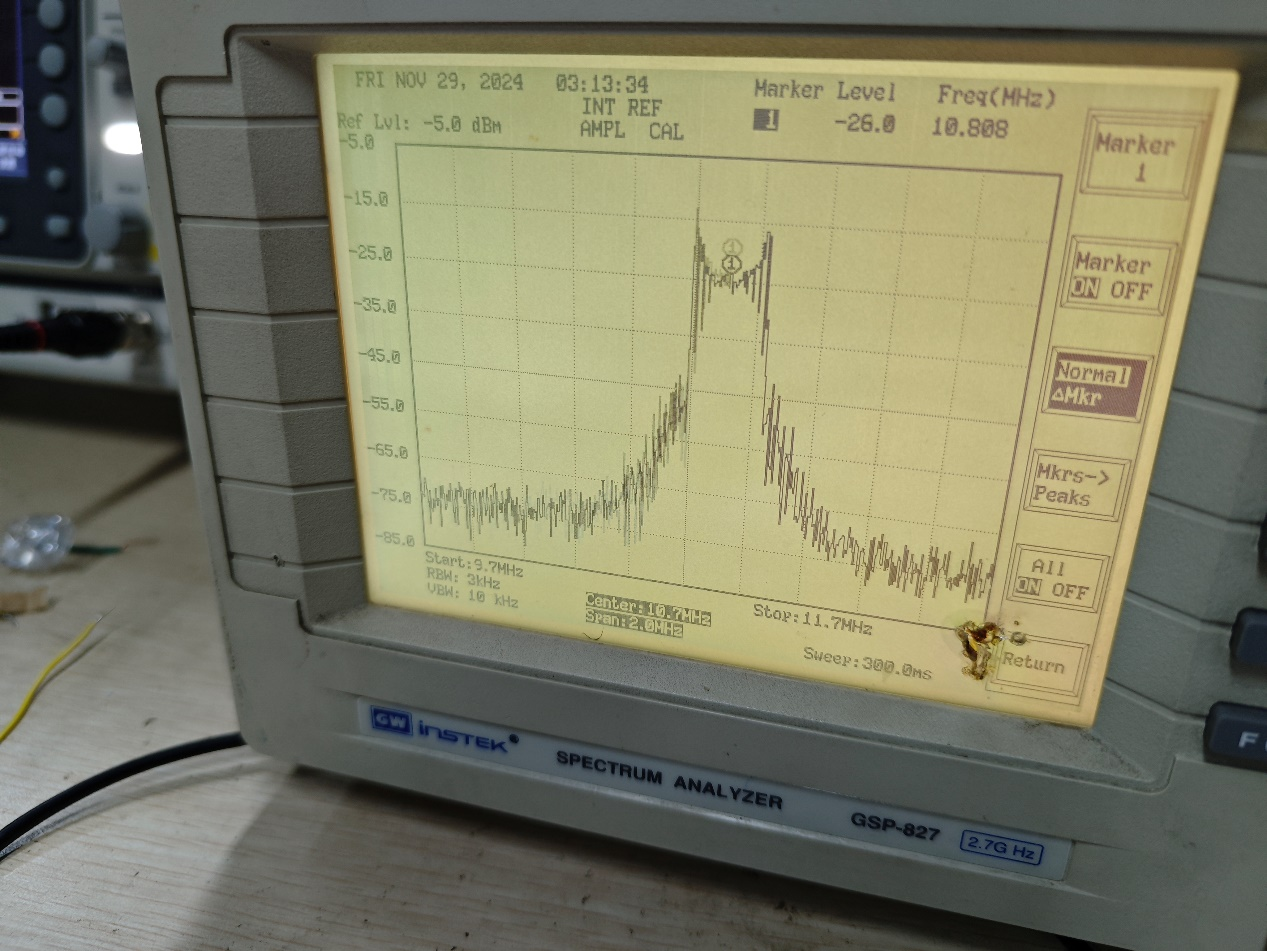 FRI NOV 29, 2024 03:13:34
INT REF
Ref Lvl: -5.0 dBm AMPL CAL
Marker Level Freq(MHz)
1 -26.0 10.808
-5.0
-15.0
-25.0
-35.0
-45.0
-55.0
-65.0
-75.0
-85.0
1
1
Start:9.7MHz
RBW: 3kHz
VBW: 10 kHz
Center:10.7MHz
Span:2.0MHz
Stop:11.7MHz
Sweep:300.0ms
Marker
1
Marker
ON OFF
Normal
ΔMkr
Mkrs->
Peaks
All
ON OFF
Return
GW INSTEK®
SPECTRUM ANALYZER
GSP-827
2.7G Hz